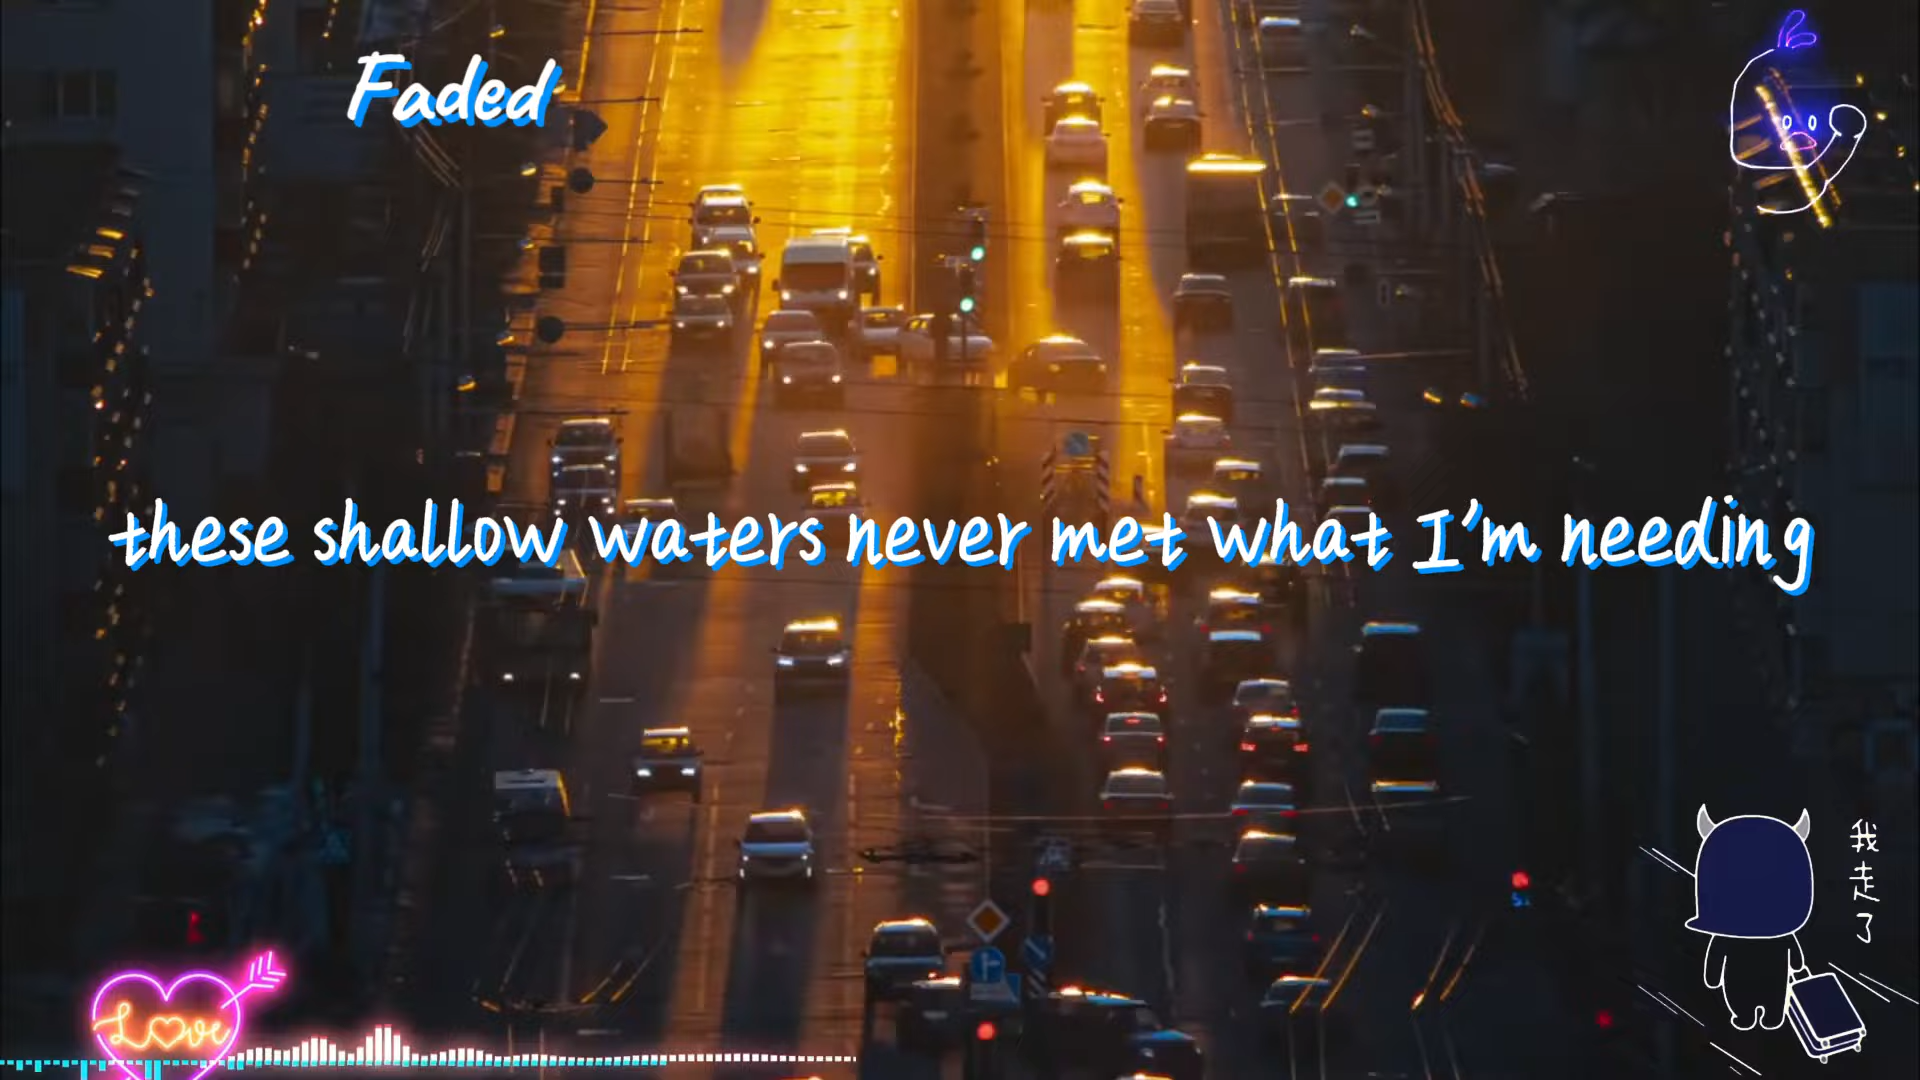 Faded
these shallow waters never met what I'm needing
我走了
Love